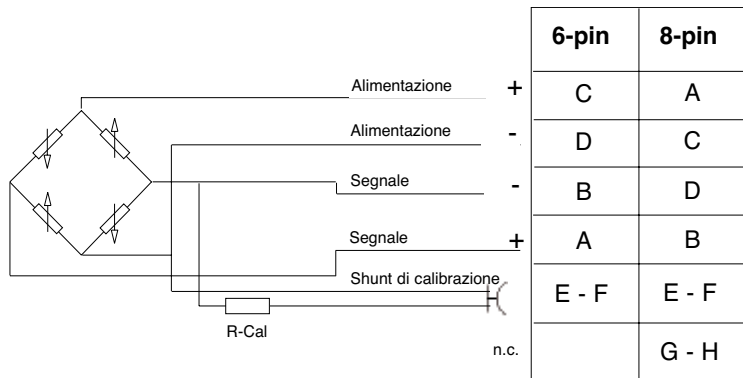 6-pin 8-pin
Alimentazione + C A
Alimentazione - D C
Segnale - B D
Segnale + A B
Shunt di calibrazione E - F E - F
R-Cal
n.c. G - H